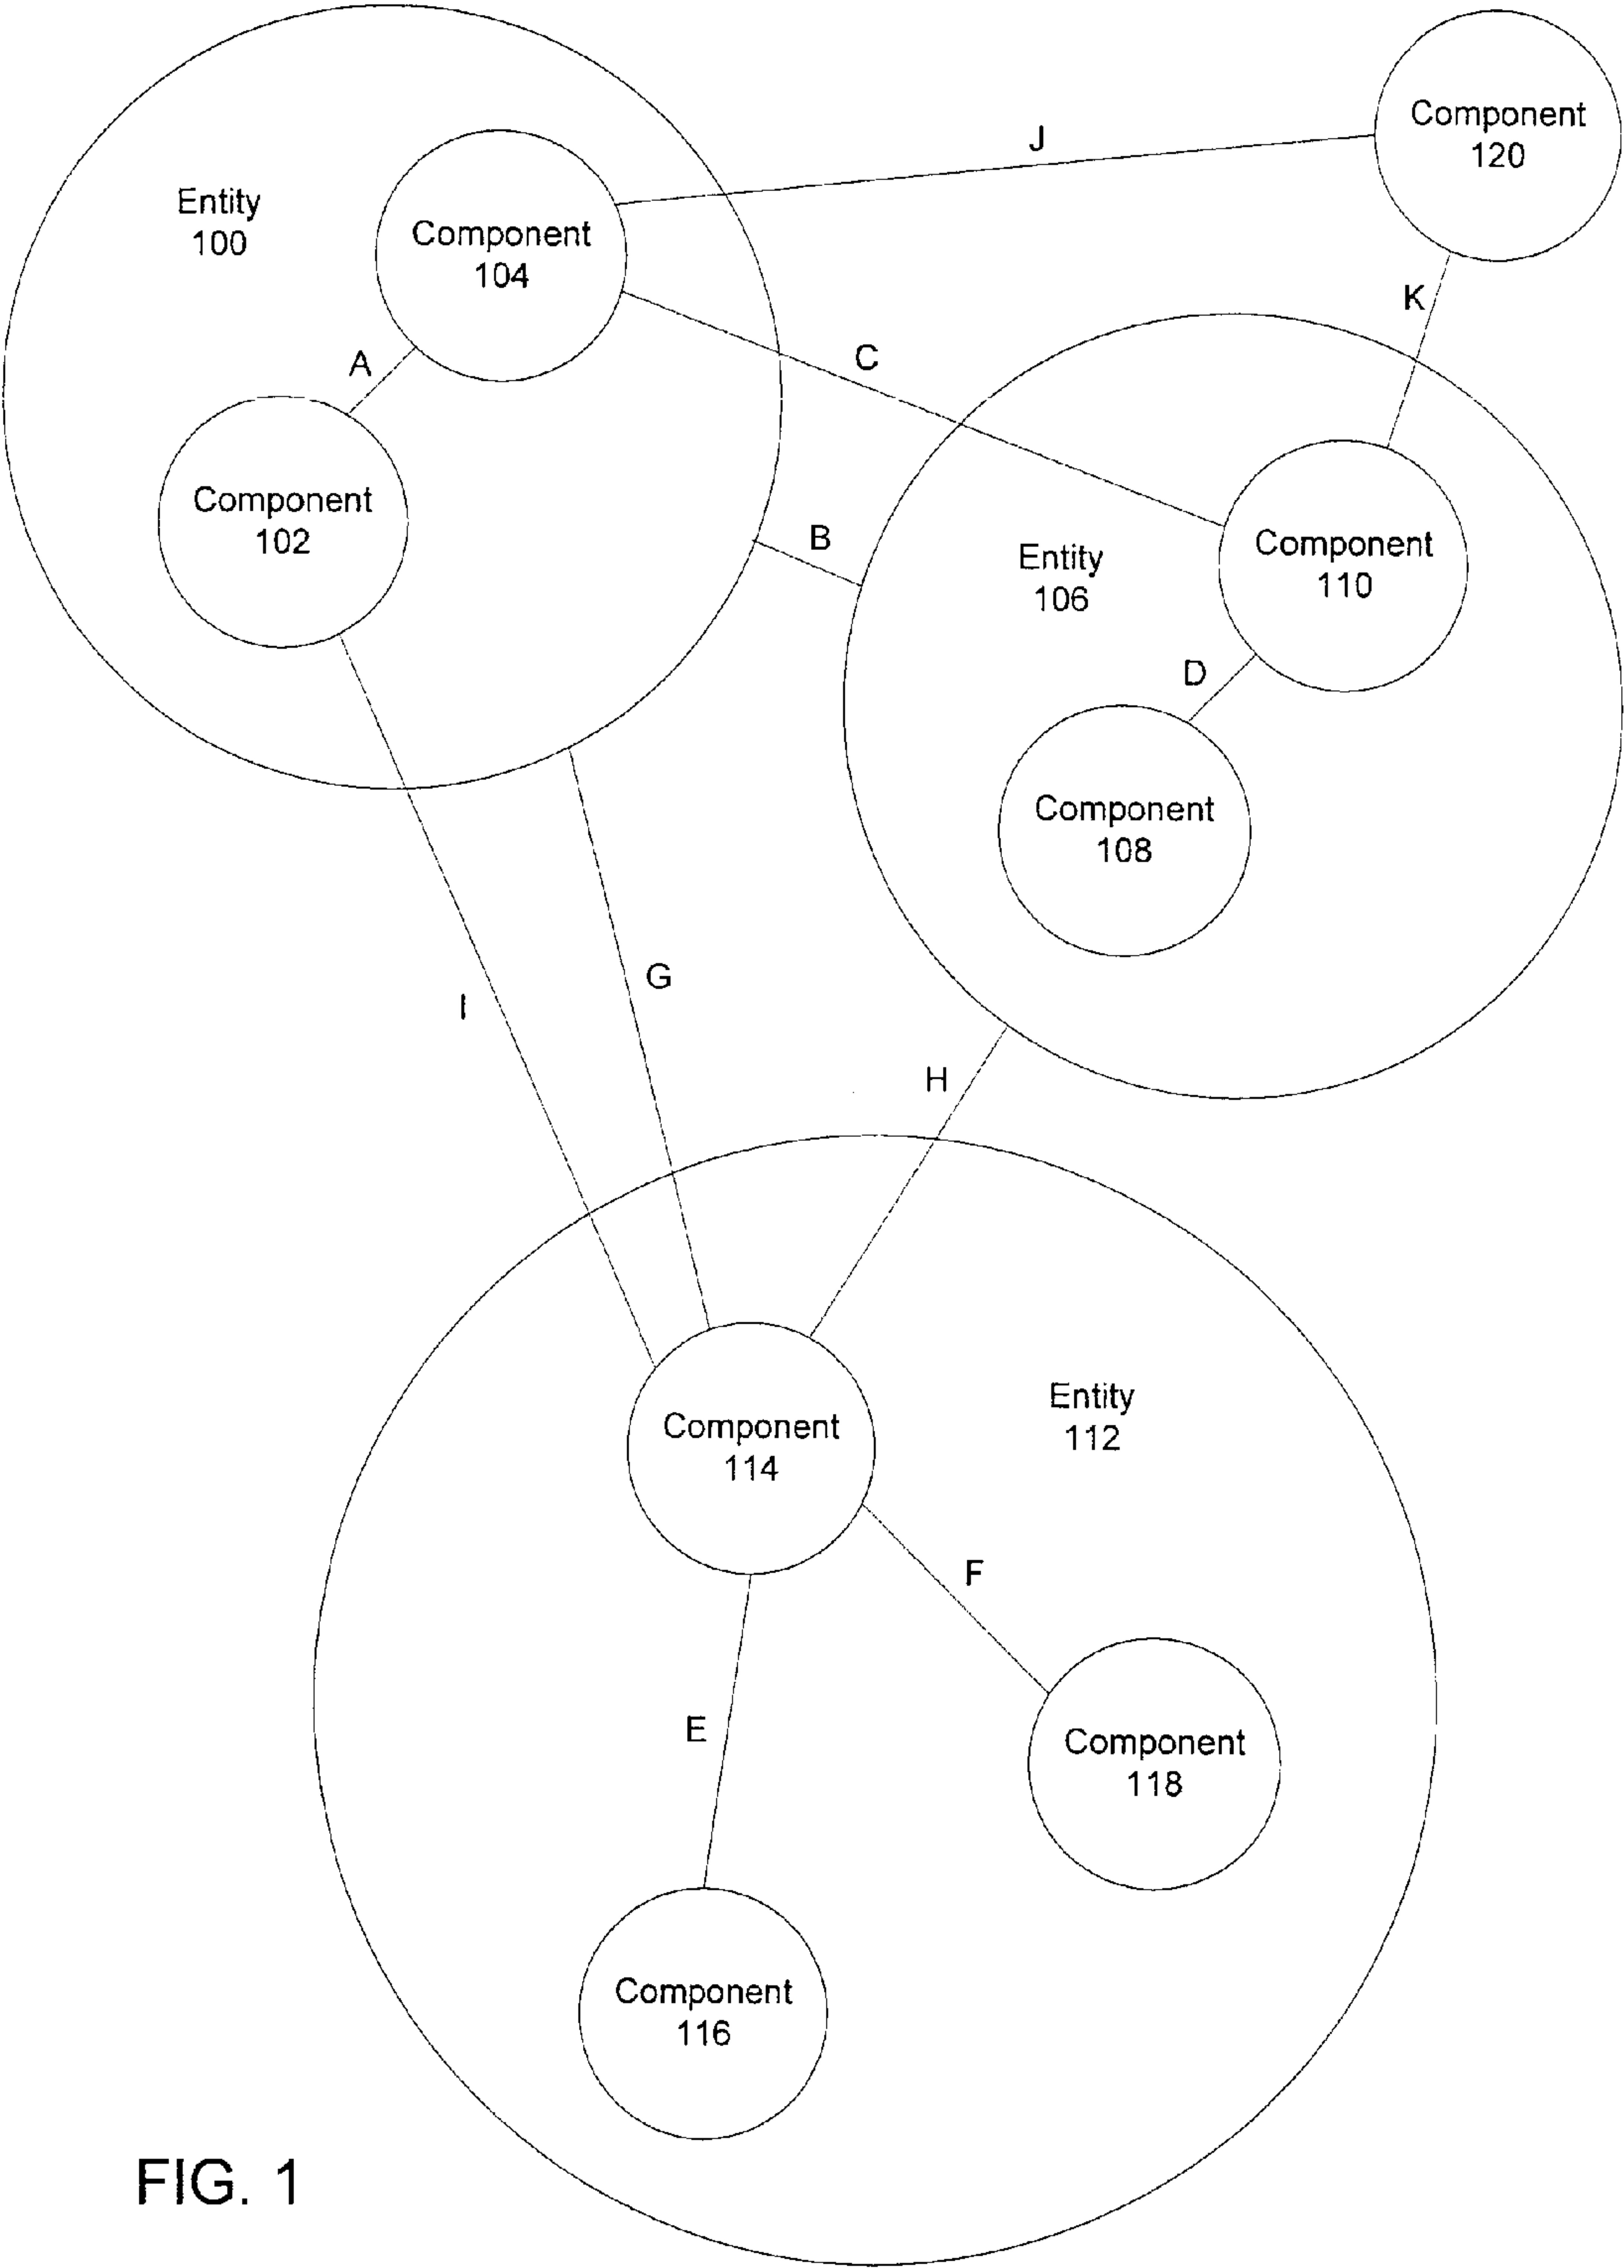 Component
120
J
Entity
100
Component
104
K
A
C
Component
102
B
Entity
106
Component
110
D
Component
108
G
I
H
Component
114
Entity
112
F
E
Component
118
Component
116
FIG. 1